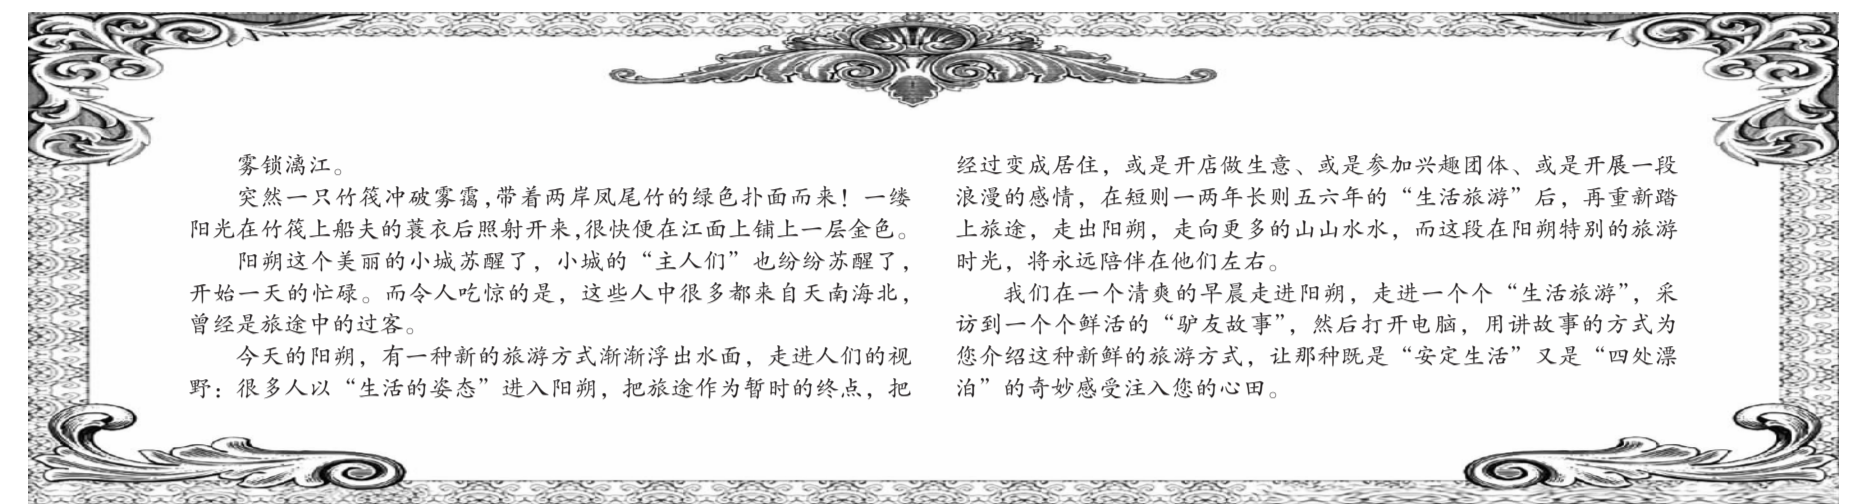 雾锁漓江。
突然一只竹筏冲破雾霭,带着两岸凤尾竹的绿色扑面而来！一缕
阳光在竹筏上船夫的蓑衣后照射开来,很快便在江面上铺上一层金色。
阳朔这个美丽的小城苏醒了，小城的“主人们”也纷纷苏醒了，
开始一天的忙碌。而令人吃惊的是，这些人中很多都来自天南海北，
曾经是旅途中的过客。
今天的阳朔，有一种新的旅游方式渐渐浮出水面，走进人们的视
野：很多人以“生活的姿态”进入阳朔，把旅途作为暂时的终点，把
经过变成居住，或是开店做生意、或是参加兴趣团体、或是开展一段
浪漫的感情，在短则一两年长则五六年的“生活旅游”后，再重新踏
上旅途，走出阳朔，走向更多的山山水水，而这段在阳朔特别的旅游
时光，将永远陪伴在他们左右。
我们在一个清爽的早晨走进阳朔，走进一个个“生活旅游”，采
访到一个个鲜活的“驴友故事”，然后打开电脑，用讲故事的方式为
您介绍这种新鲜的旅游方式，让那种既是“安定生活”又是“四处漂
泊”的奇妙感受注入您的心田。